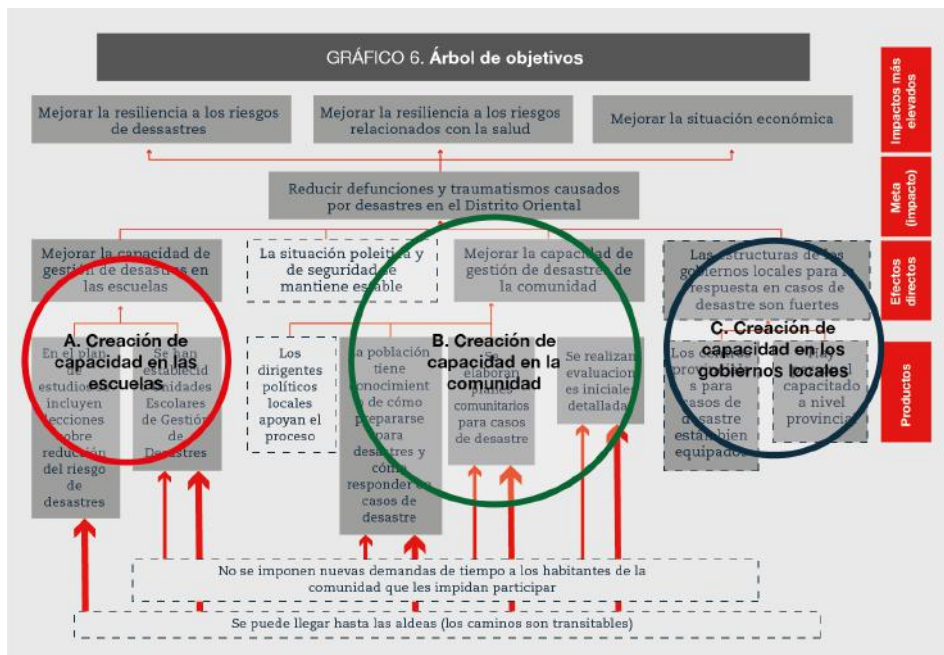 GRÁFICO 6. Árbol de objetivos
Impactos más
elevados
Mejorar la resiliencia a los riesgos
de dessastres
Mejorar la resiliencia a los riesgos
relacionados con la salud
Mejorar la situación económica
Meta
(impacto)
Reducir defunciones y traumatismos causados
por desastres en el Distrito Oriental
Efectos
directos
Mejorar la capacidad de
gestión de desastres en
las escuelas
La situación poleitica y
de seguridad se
mantiene estable
Mejorar la capacidad de
gestión de desastres de
la comunidad
Las estructuras de los
gobiernos locales para la
respuesta en casos de
desastre son fuertes
A. Creación de
capacidad en las
escuelas
B. Creación de
capacidad en la
comunidad
C. Creación de
capacidad en los
gobiernos locales
Productos
En el plan
de
estudios
incluyen
lecciones
sobre
reducción
del riesgo
de
desastres
Se han
establecid
Unidades
Escolares
de Gestión
de
Desastres
Los
dirigentes
políticos
locales
apoyan el
proceso
La población
tiene
conocimient
de cómo
prepararse
para
desastres y
cómo
responder en
casos de
desastre
Se
elaboran
planes
comunitarios
para casos de
desastre
Se realizan
evaluacion
es iniciales
detallada
Los
s para
casos de
desastre
están bien
equipados
Hay
capacitado
a nivel
provincial
No se imponen nuevas demandas de tiempo a los habitantes de la
comunidad que les impidan participar
Se puede llegar hasta las aldeas (los caminos son transitables)